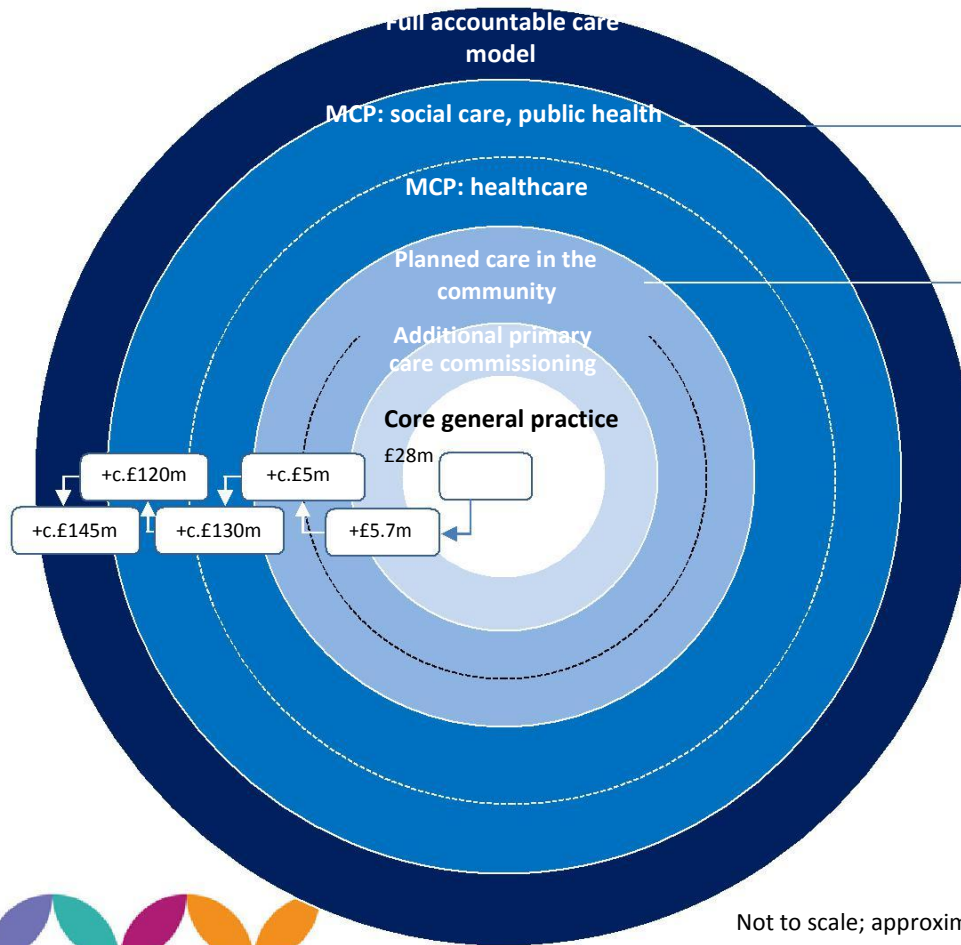 Full accountable care
model
MCP: social care, public health
MCP: healthcare
Planned care in the
community
Additional primary
care commissioning
Core general practice
£28m
+c.£120m
+c.£5m
+c.£145m
+c.£130m
+£5.7m
Not to scale;